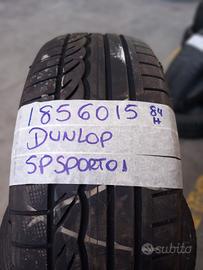 1856015 84
H
DUNLOP
SPSPORT01
subito